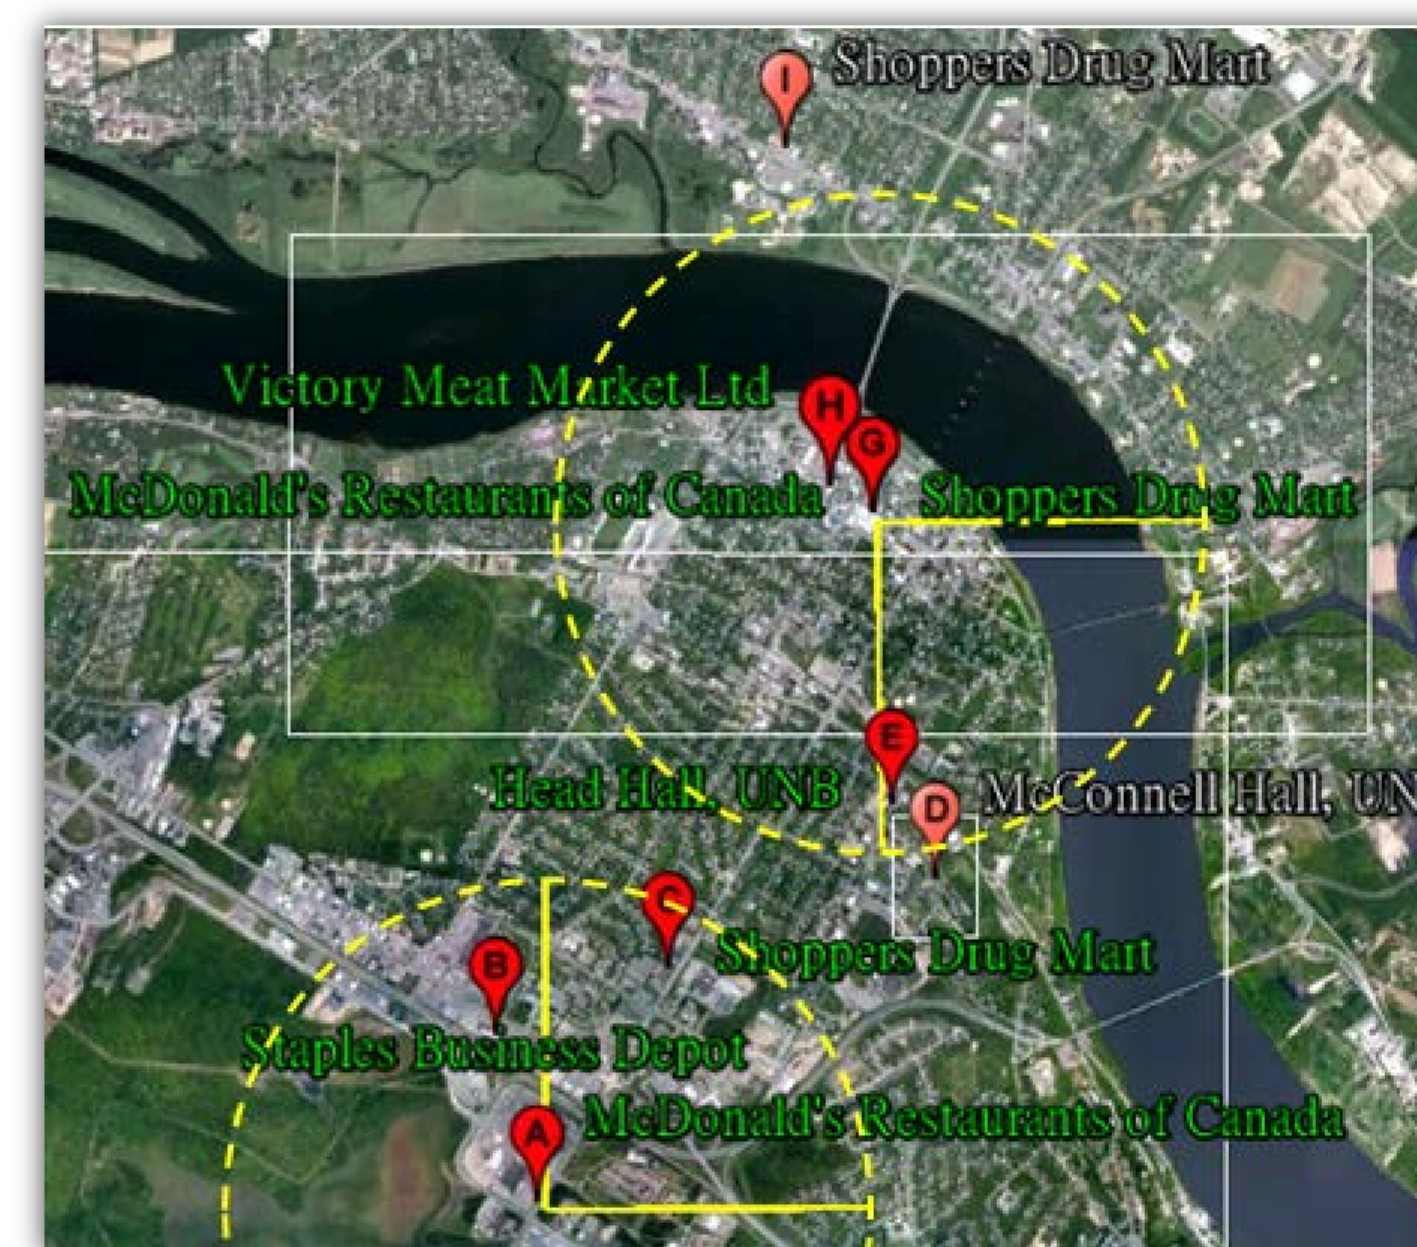 I Shoppers Drug Mart
Victory Meat Market Ltd
H
G
McDonald's Restaurants of Canada
Shoppers Drug Mart
E
Head Hall, UNB
D McConnell Hall, UN
C
Shoppers Drug Mart
B
Staples Business Depot
A McDonald's Restaurants of Canada